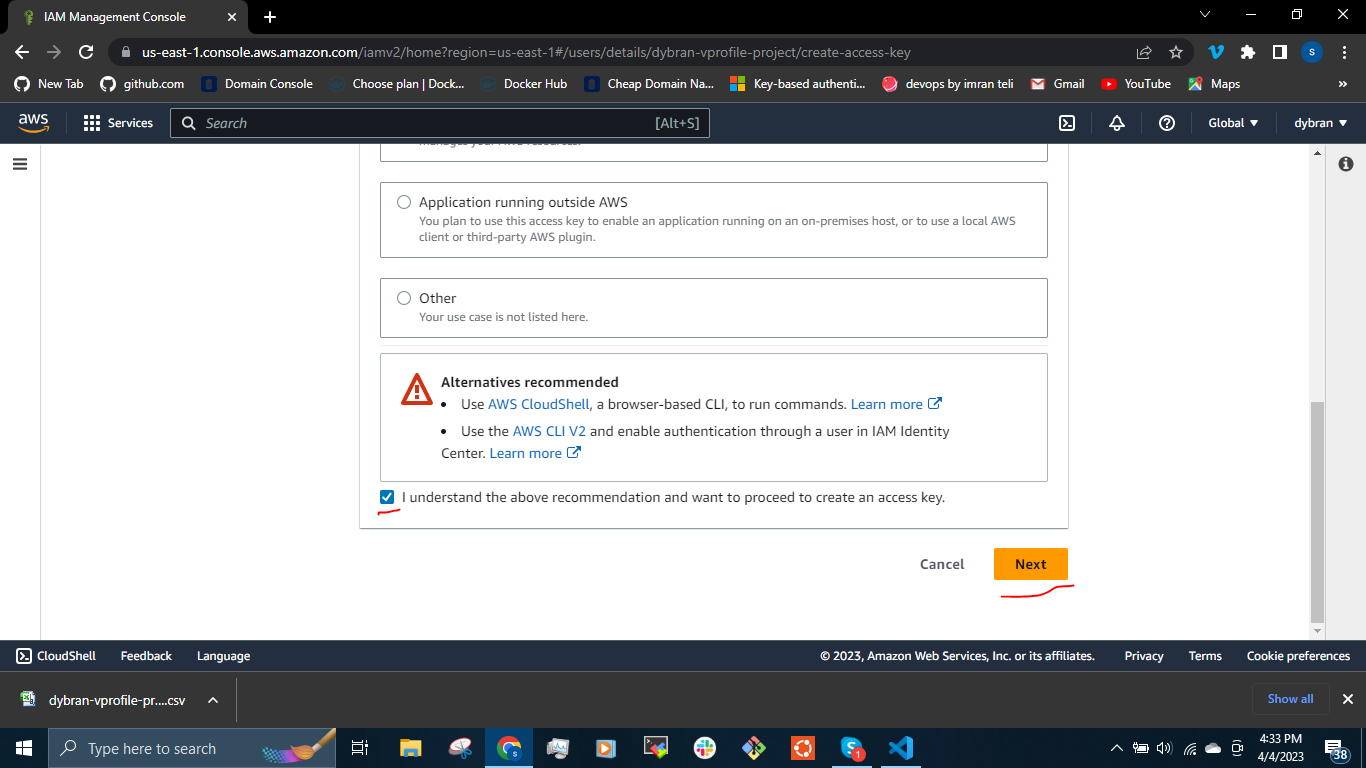 IAM Management Console
us-east-1.console.aws.amazon.com/iamv2/home?region=us-east-1#/users/details/dybran-vprofile-project/create-access-key
S
New Tab
github.com
Domain Console
Choose plan | Dock...
Docker Hub
Cheap Domain Na...
Key-based authenti...
devops by imran teli
Gmail
YouTube
Maps
»
aws
Services
Search
[Alt+S]
Global
dybran
manages your AWS resources.
Application running outside AWS
You plan to use this access key to enable an application running on an on-premises host, or to use a local AWS
client or third-party AWS plugin.
Other
Your use case is not listed here.
Alternatives recommended
• Use AWS CloudShell, a browser-based CLI, to run commands. Learn more
• Use the AWS CLI V2 and enable authentication through a user in IAM Identity
Center. Learn more
I understand the above recommendation and want to proceed to create an access key.
Cancel
Next
CloudShell
Feedback
Language
© 2023, Amazon Web Services, Inc. or its affiliates.
Privacy
Terms
Cookie preferences
dybran-vprofile-pr....csv
Show all
Type here to search
S
1
4:33 PM
4/4/2023
38